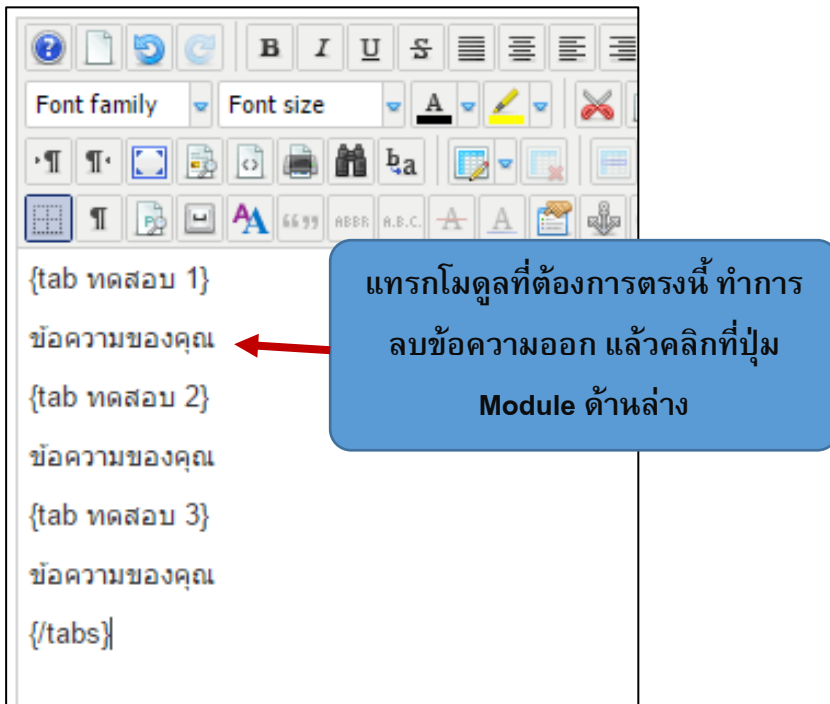 B I U S
Font family Font size A
¶ ¶
6699 ABBR A.B.C. A A
{tab ทดสอบ 1}
ข้อความของคุณ
{tab ทดสอบ 2}
ข้อความของคุณ
{tab ทดสอบ 3}
ข้อความของคุณ
{/tabs}
แทรกโมดูลที่ต้องการตรงนี้ ทำการ
ลบข้อความออก แล้วคลิกที่ปุ่ม
Module ด้านล่าง